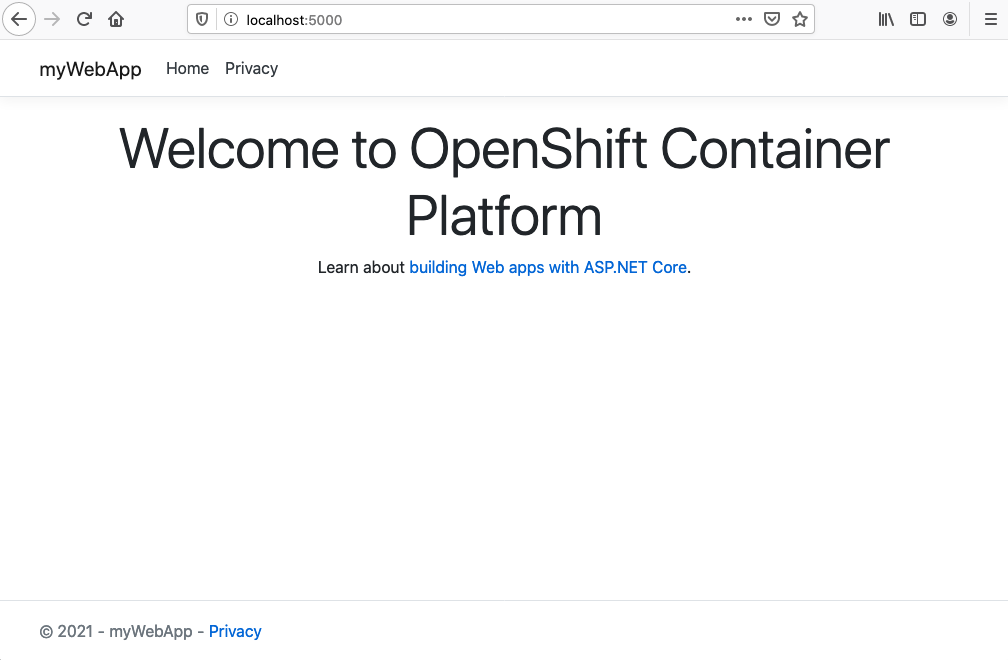 localhost:5000
myWebApp Home Privacy
Welcome to OpenShift Container
Platform
Learn about building Web apps with ASP.NET Core.
© 2021 - myWebApp - Privacy